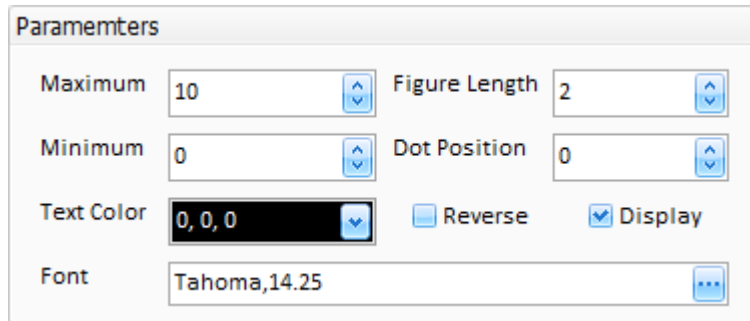 Paramemters
Maximum 10 Figure Length 2
Minimum 0 Dot Position 0
Text Color 0, 0, 0 Reverse Display
Font Tahoma,14.25 ...